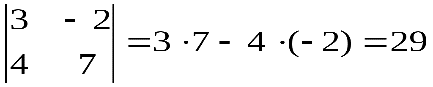 |3 - 2|
|4 7| =3 ·7 - 4 ·(- 2) =29